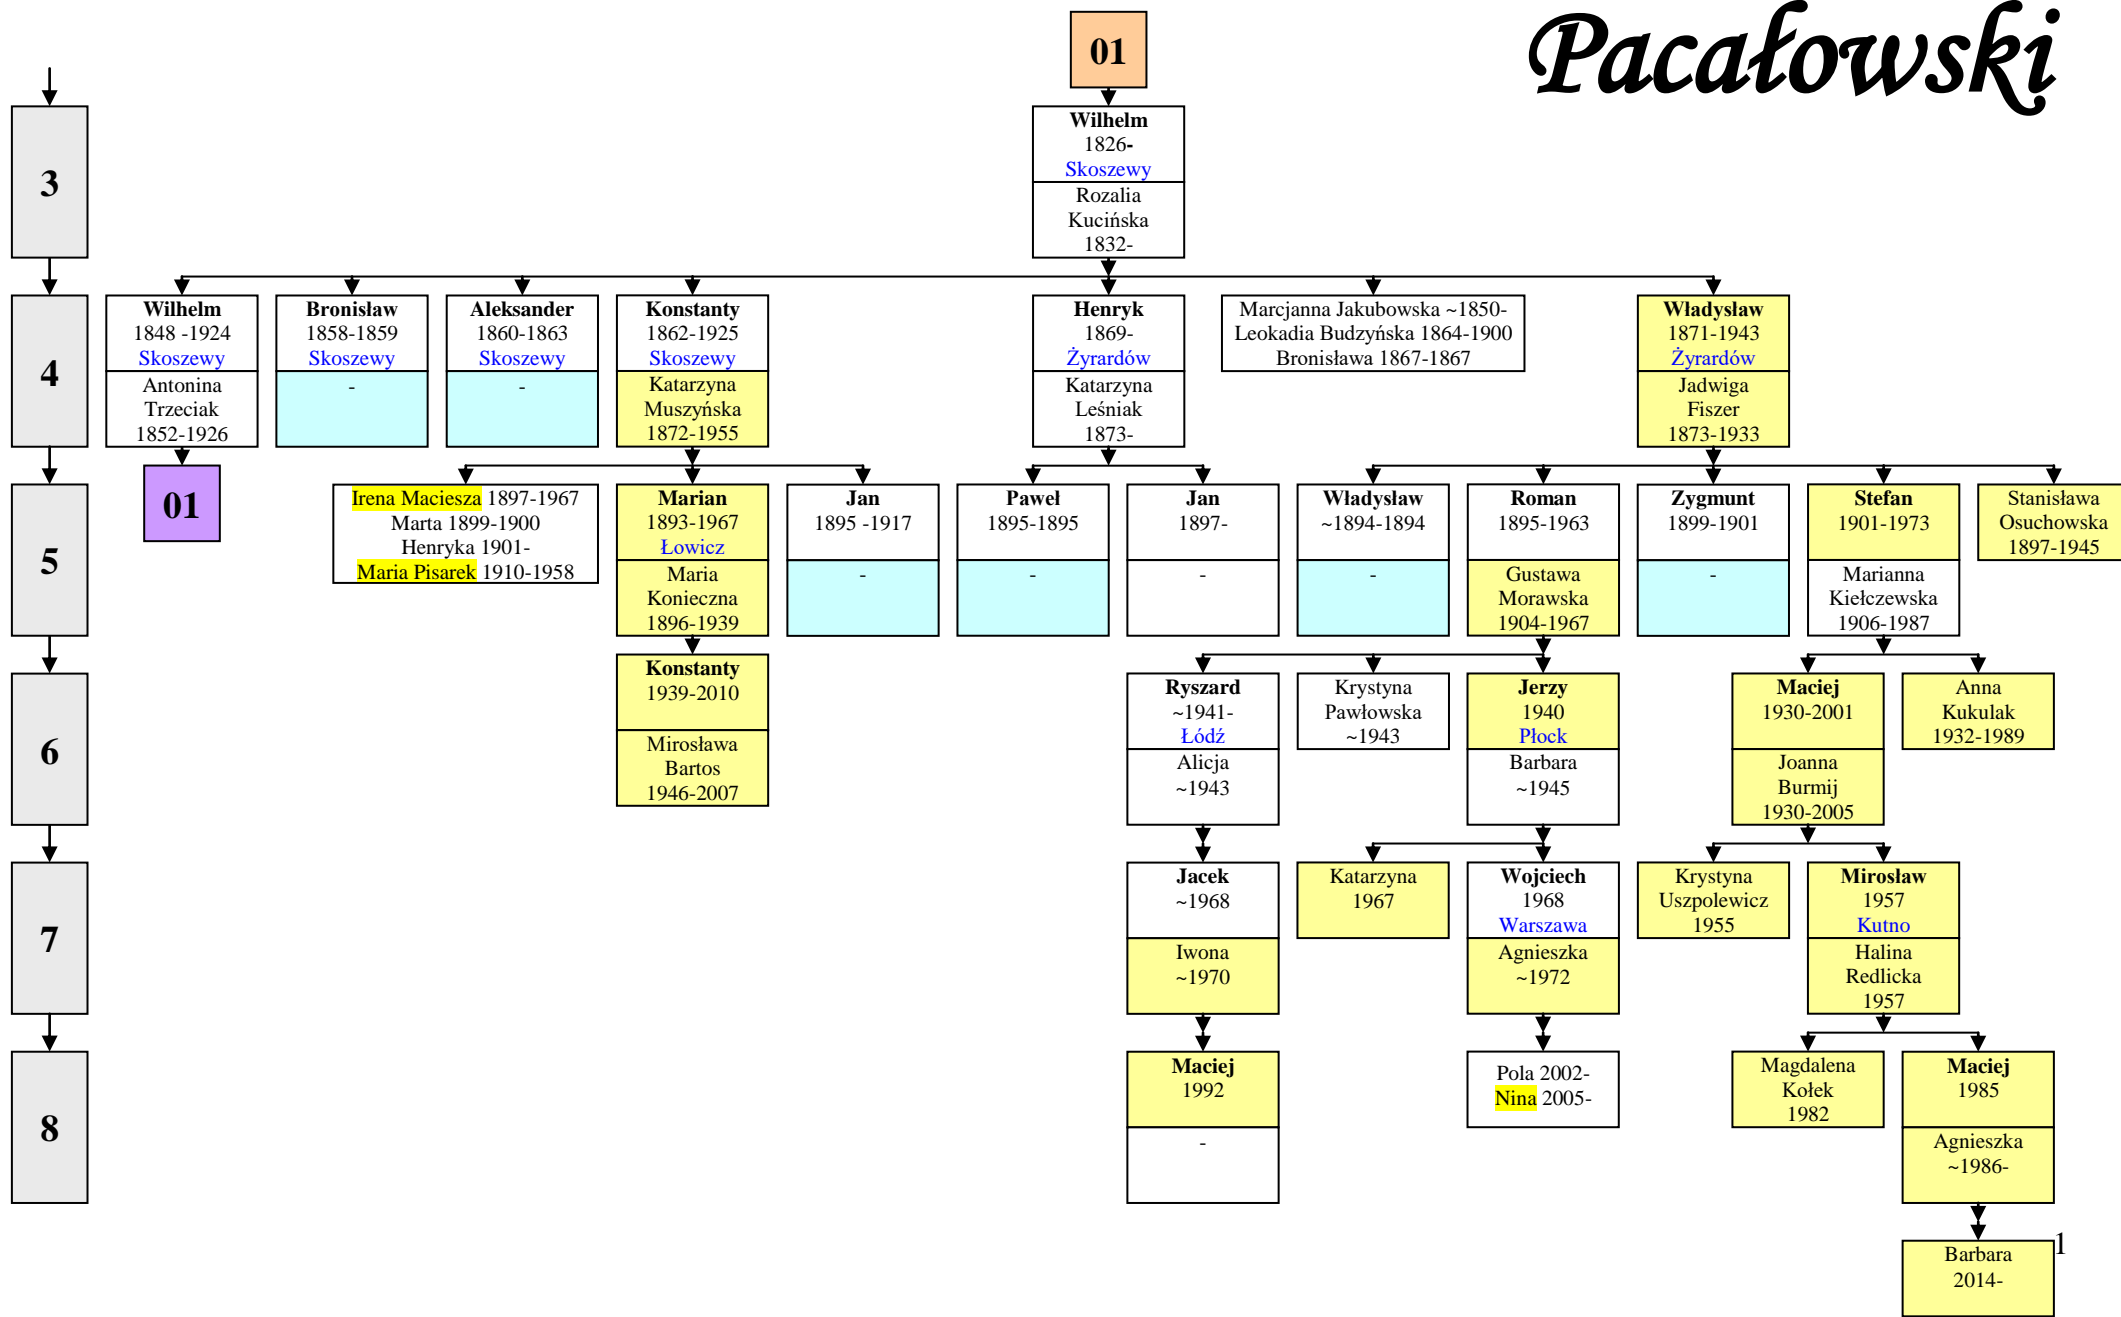 Pacałowski
01
3
Wilhelm
1826-
Skoszewy
Rozalia
Kucińska
1832-
4
Wilhelm
1848 -1924
Skoszewy
Antonina
Trzeciak
1852-1926
Bronisław
1858-1859
Skoszewy
-
Aleksander
1860-1863
Skoszewy
-
Konstanty
1862-1925
Skoszewy
Katarzyna
Muszyńska
1872-1955
Henryk
1869-
Żyrardów
Katarzyna
Leśniak
1873-
Marcjanna Jakubowska ~1850-
Leokadia Budzyńska 1864-1900
Bronisława 1867-1867
Władysław
1871-1943
Żyrardów
Jadwiga
Fiszer
1873-1933
5
01
Irena Maciesza 1897-1967
Marta 1899-1900
Henryka 1901-
Maria Pisarek 1910-1958
Marian
1893-1967
Łowicz
Maria
Konieczna
1896-1939
Jan
1895 -1917
-
Paweł
1895-1895
-
Jan
1897-
-
Władysław
~1894-1894
-
Roman
1895-1963
Gustawa
Morawska
1904-1967
Zygmunt
1899-1901
-
Stefan
1901-1973
Marianna
Kiełczewska
1906-1987
Stanisława
Osuchowska
1897-1945
6
Konstanty
1939-2010
Mirosława
Bartos
1946-2007
Ryszard
~1941-
Łódź
Alicja
~1943
Krystyna
Pawłowska
~1943
Jerzy
1940
Płock
Barbara
~1945
Maciej
1930-2001
Joanna
Burmij
1930-2005
Anna
Kukulak
1932-1989
7
Jacek
~1968
Iwona
~1970
Katarzyna
1967
Wojciech
1968
Warszawa
Agnieszka
~1972
Krystyna
Uszpolewicz
1955
Mirosław
1957
Kutno
Halina
Redlicka
1957
8
Maciej
1992
-
Pola 2002-
Nina 2005-
Magdalena
Kołek
1982
Maciej
1985
Agnieszka
~1986-
Barbara
2014-
1